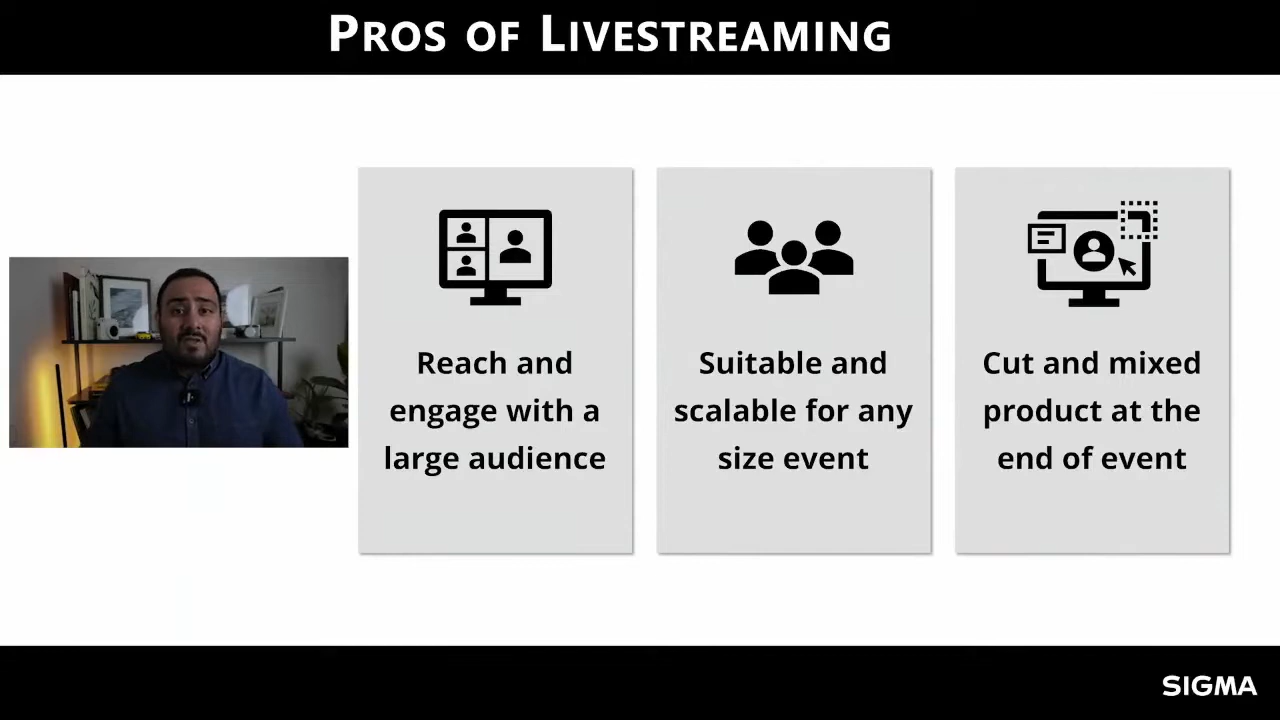 PROS OF LIVESTREAMING
Reach and
engage with a
large audience
Suitable and
scalable for any
size event
Cut and mixed
product at the
end of event
SIGMA